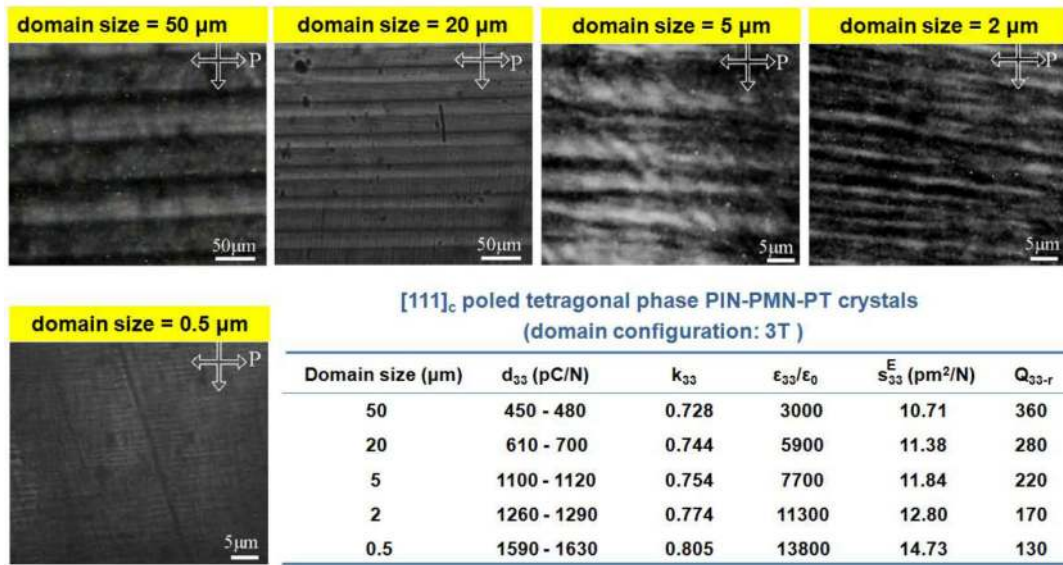 domain size = 50 µm
domain size = 20 µm
domain size = 5 µm
domain size = 2 µm
P
P
P
P
50µm
50µm
5µm
5µm
domain size = 0.5 µm
P
5µm
[111]c poled tetragonal phase PIN-PMN-PT crystals
(domain configuration: 3T )
Domain size (µm) d33 (pC/N) k33 ε33/ε0 s33E (pm2/N) Q33-r
50 450 - 480 0.728 3000 10.71 360
20 610 - 700 0.744 5900 11.38 280
5 1100 - 1120 0.754 7700 11.84 220
2 1260 - 1290 0.774 11300 12.80 170
0.5 1590 - 1630 0.805 13800 14.73 130